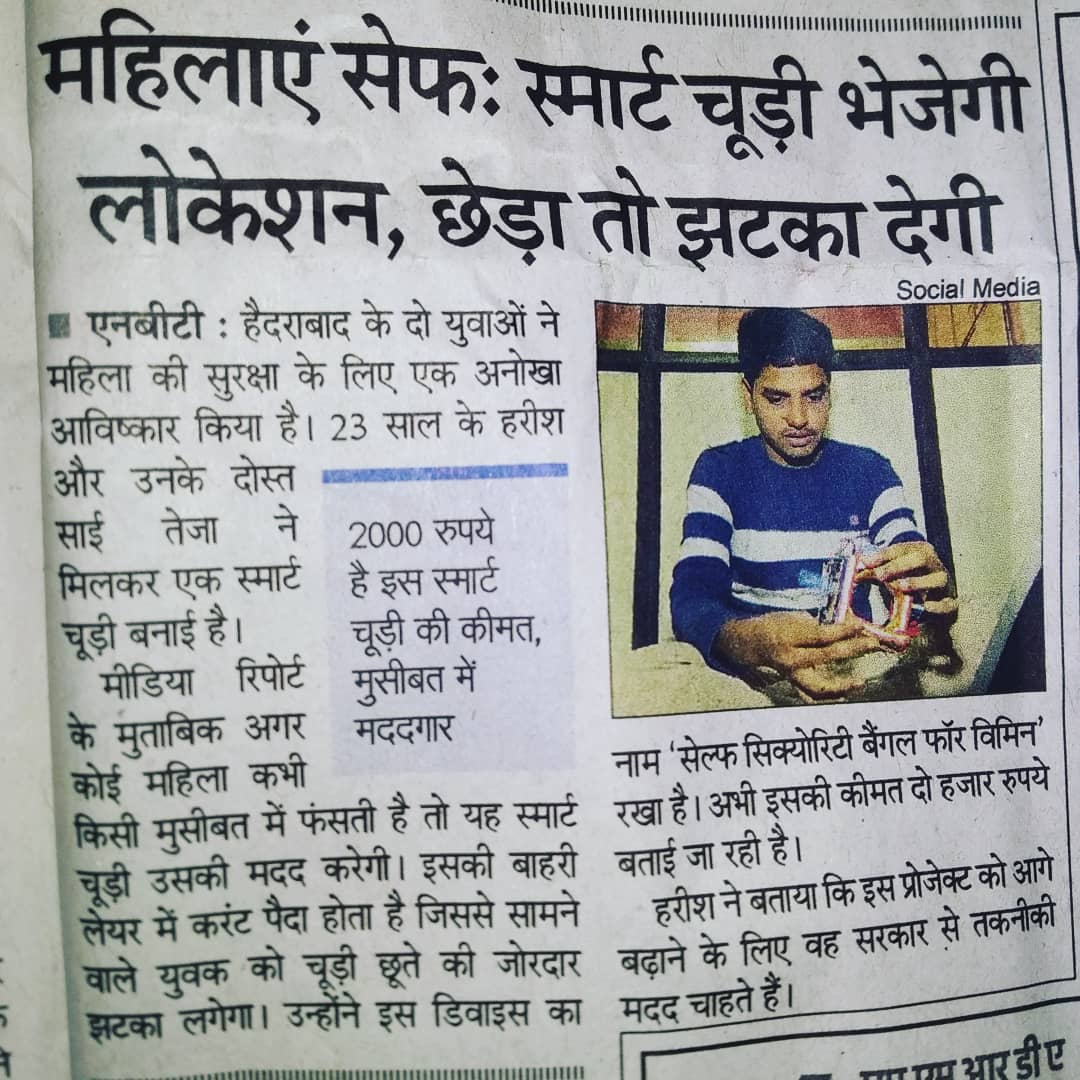 महिलाएं सेफ: स्मार्ट चूड़ी भेजेगी
लोकेशन, छेड़ा तो झटका देगी
Social Media
■ एनबीटी : हैदराबाद के दो युवाओं ने
महिला की सुरक्षा के लिए एक अनोखा
आविष्कार किया है। 23 साल के हरीश
और उनके दोस्त
साई तेजा ने
मिलकर एक स्मार्ट
चूड़ी बनाई है।
मीडिया रिपोर्ट
के मुताबिक अगर
कोई महिला कभी
किसी मुसीबत में फंसती है तो यह स्मार्ट
चूड़ी उसकी मदद करेगी। इसकी बाहरी
लेयर में करंट पैदा होता है जिससे सामने
वाले युवक को चूड़ी छूते की जोरदार
झटका लगेगा। उन्होंने इस डिवाइस का
2000 रुपये
है इस स्मार्ट
चूड़ी की कीमत,
मुसीबत में
मददगार
नाम ‘सेल्फ सिक्योरिटी बैंगल फॉर विमिन’
रखा है। अभी इसकी कीमत दो हजार रुपये
बताई जा रही है।
हरीश ने बताया कि इस प्रोजेक्ट को आगे
बढ़ाने के लिए वह सरकार से तकनीकी
मदद चाहते हैं।